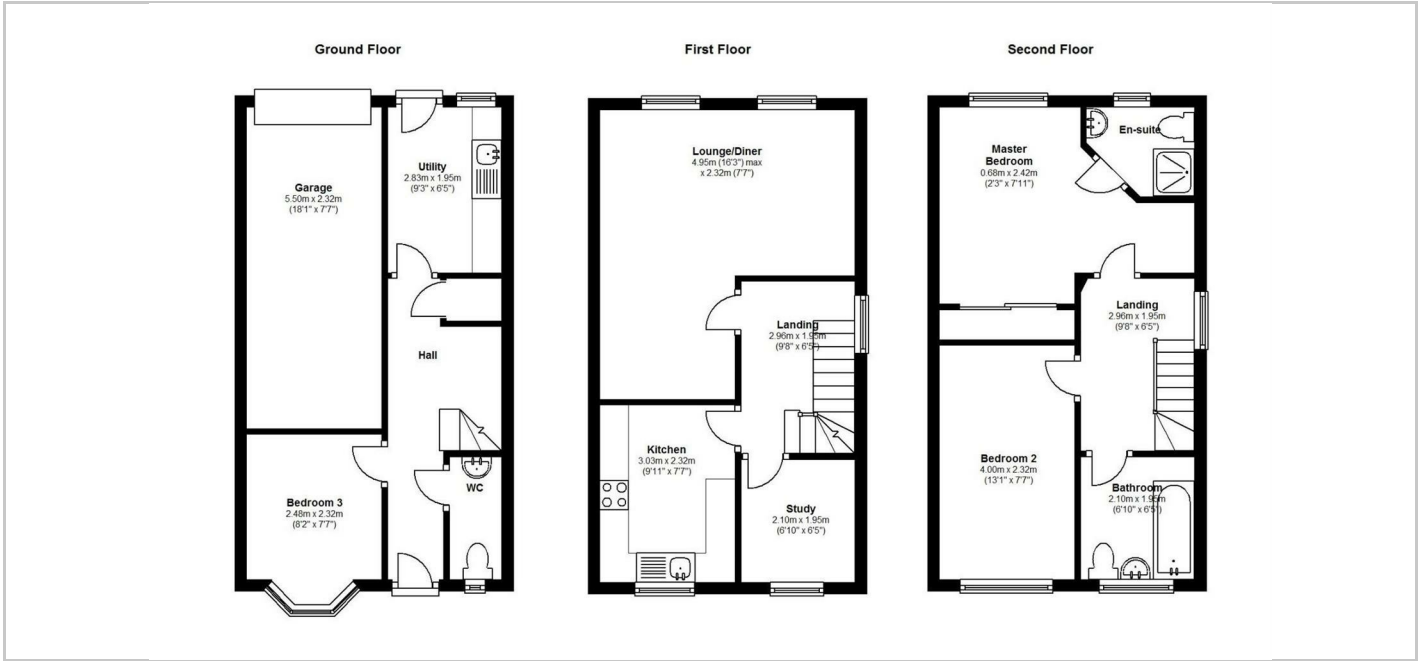 Ground Floor
Garage
5.50m x 2.32m
(18'1" x 7'7")
Utility
2.83m x 1.95m
(9'3" x 6'5")
Hall
Bedroom 3
2.48m x 2.32m
(8'2" x 7'7")
WC
First Floor
Lounge/Diner
4.95m (16'3") max
x 2.32m (7'7")
Landing
2.96m x 1.95m
(9'8" x 6'5")
Kitchen
3.03m x 2.32m
(9'11" x 7'7")
Study
2.10m x 1.95m
(6'10" x 6'5")
Second Floor
Master
Bedroom
0.68m x 2.42m
(2'3" x 7'11")
En-suite
Landing
2.96m x 1.95m
(9'8" x 6'5")
Bedroom 2
4.00m x 2.32m
(13'1" x 7'7")
Bathroom
2.10m x 1.95m
(6'10" x 6'5")